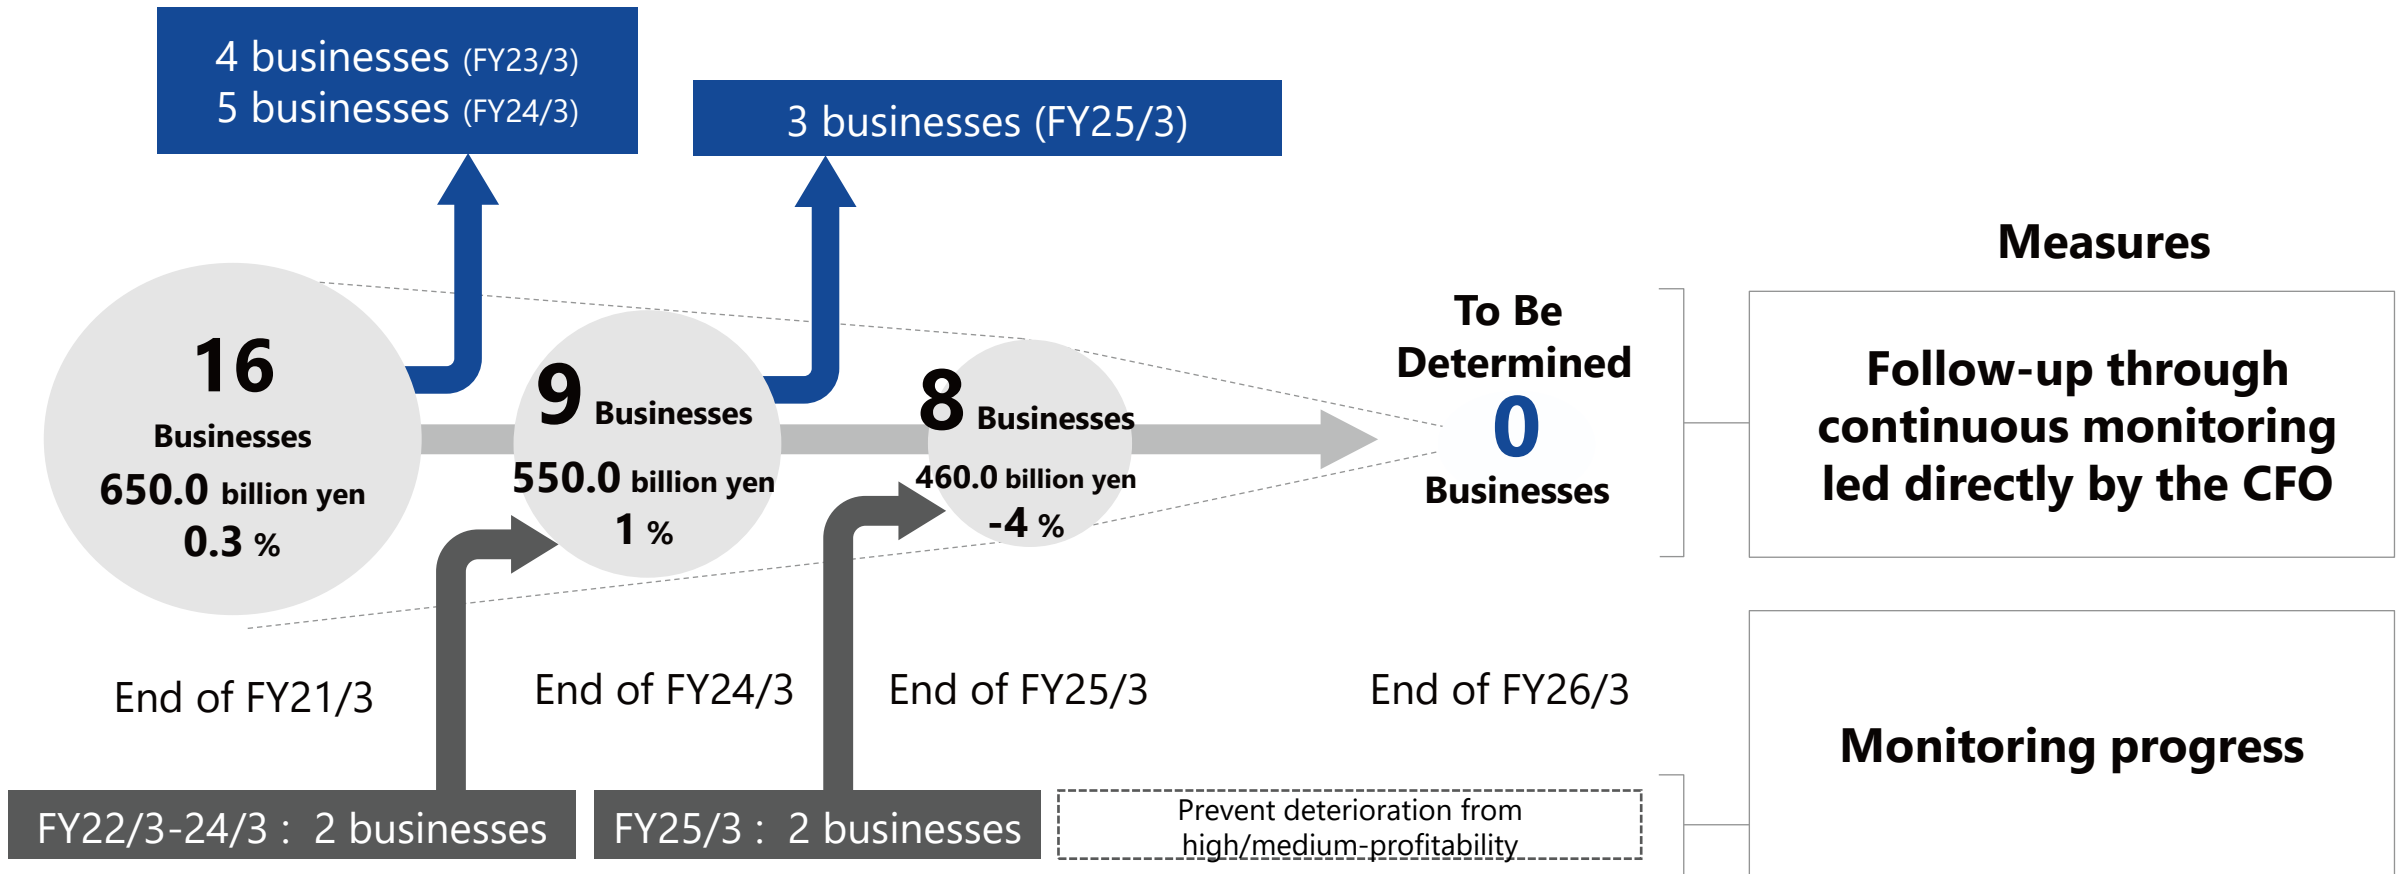 4 businesses (FY23/3)
5 businesses (FY24/3)
3 businesses (FY25/3)
16
Businesses
650.0 billion yen
0.3 %
9 Businesses
550.0 billion yen
1 %
8 Businesses
460.0 billion yen
-4 %
To Be
Determined
0
Businesses
Measures
Follow-up through
continuous monitoring
led directly by the CFO
End of FY21/3
End of FY24/3
End of FY25/3
End of FY26/3
Monitoring progress
FY22/3-24/3 : 2 businesses
FY25/3 : 2 businesses
Prevent deterioration from
high/medium-profitability